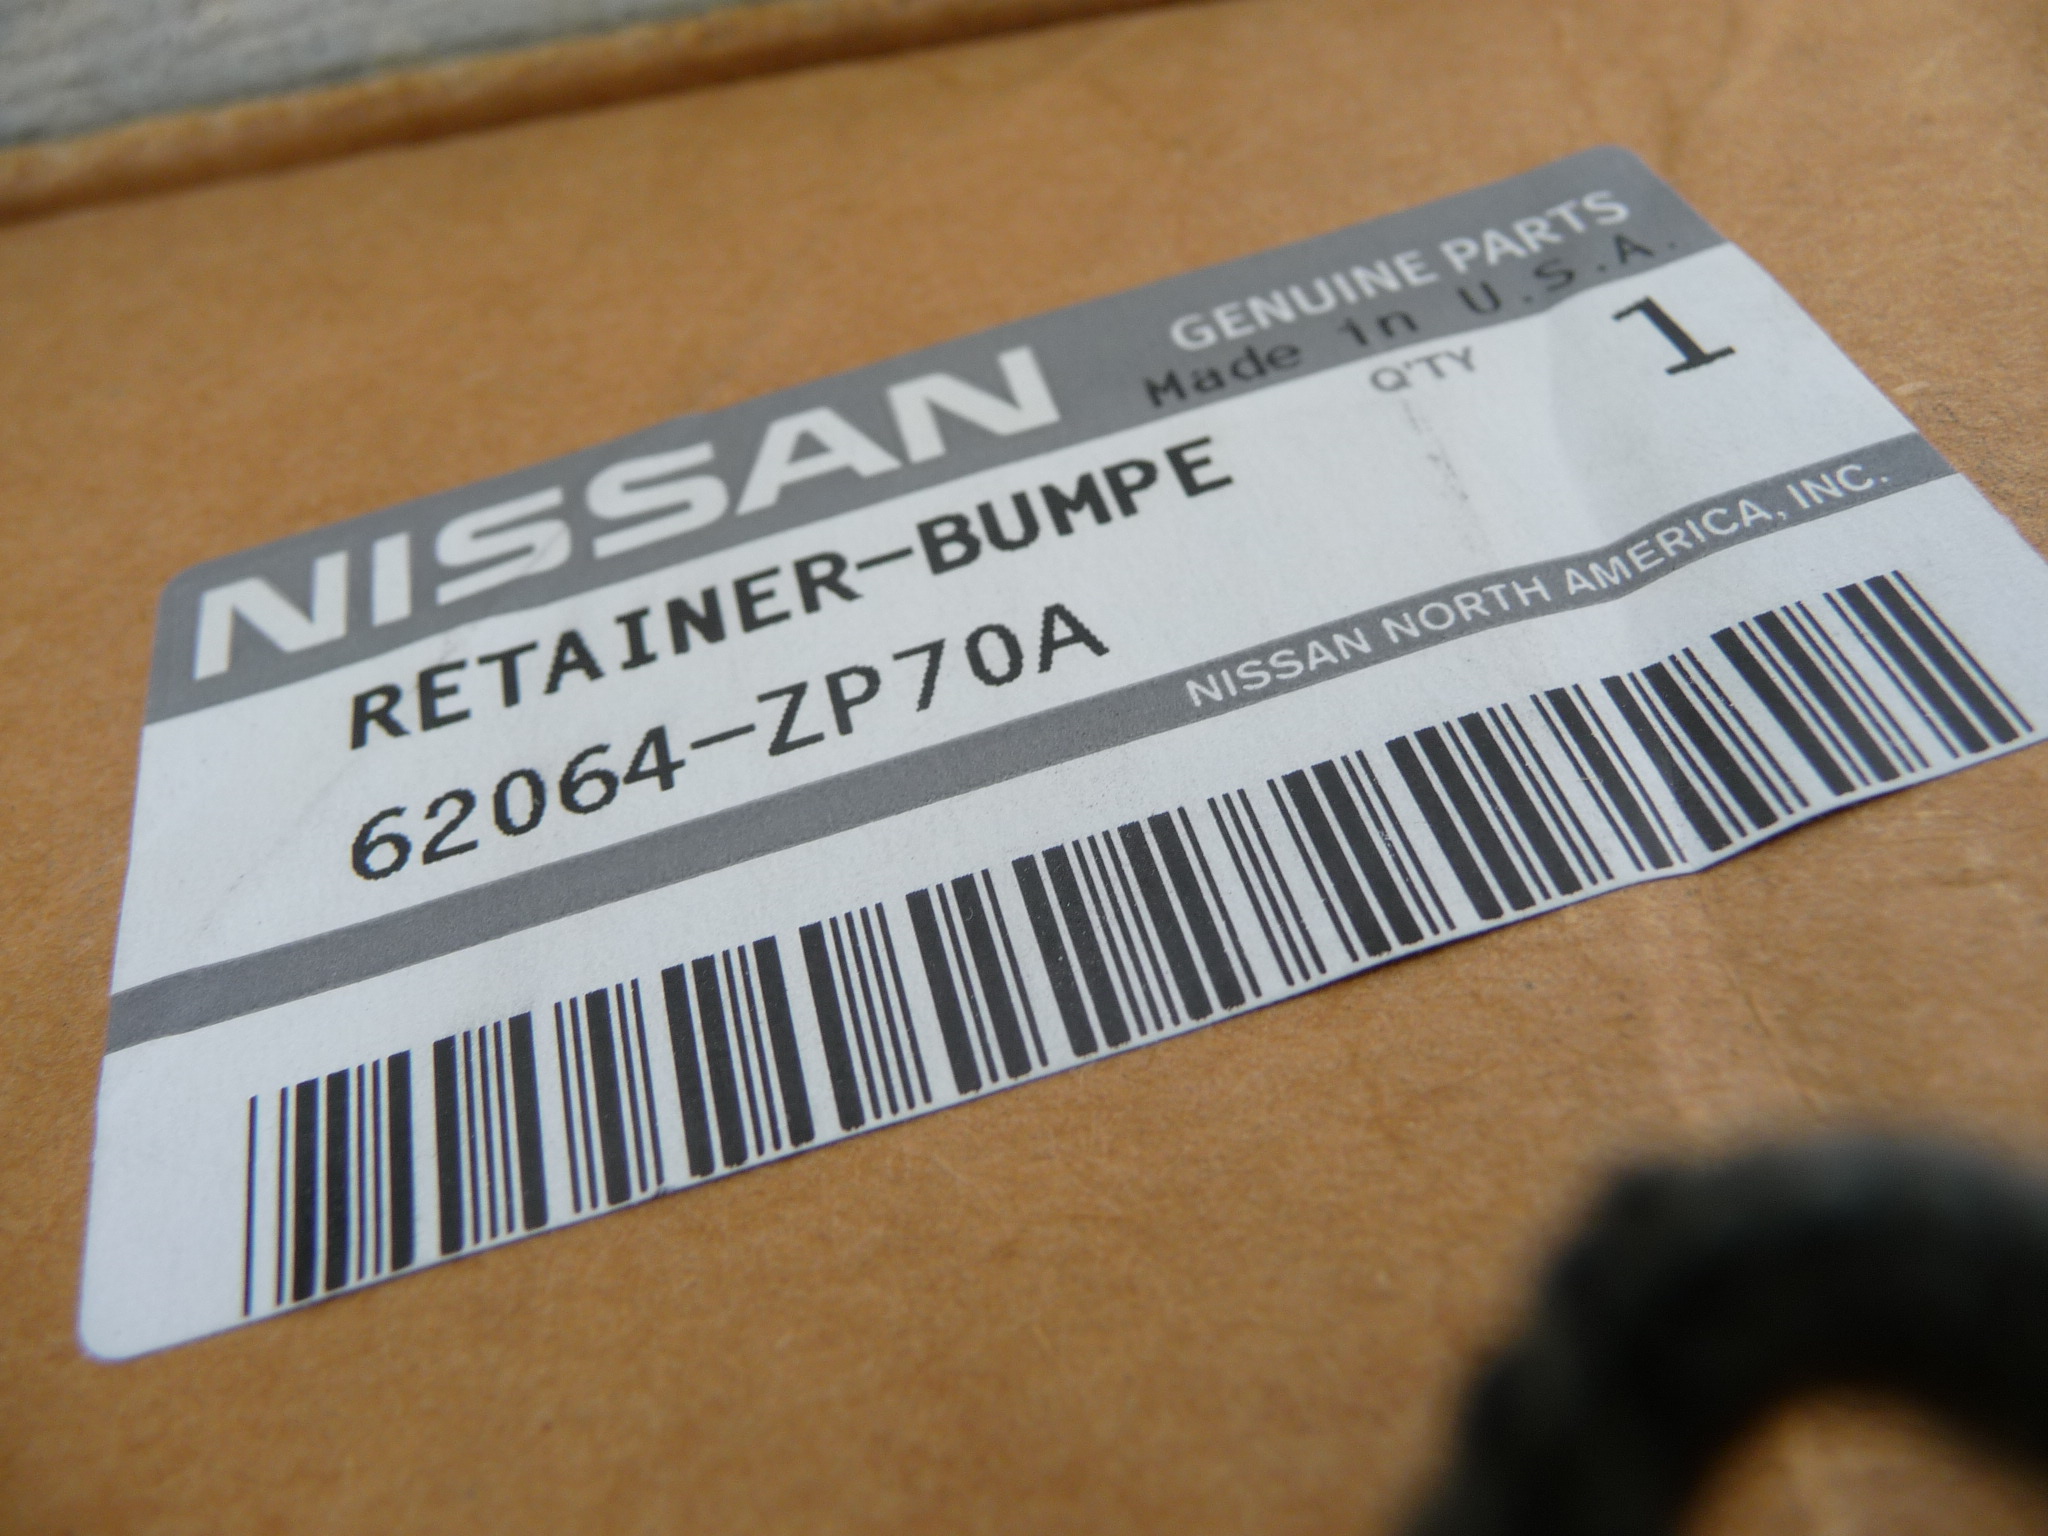 NISSAN
GENUINE PARTS
Made in U.S.A.
RETAINER-BUMPE
Q'TY
1
62064-ZP70A
NISSAN NORTH AMERICA, INC.